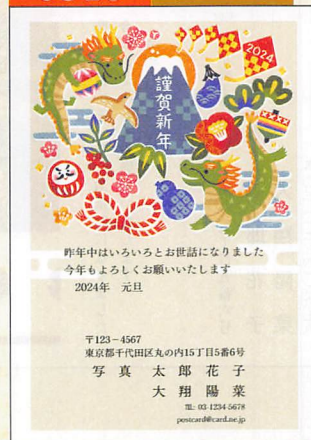 2024
謹賀新年
昨年中はいろいろとお世話になりました
今年もよろしくお願いいたします
2024年 元旦
〒123-4567
東京都千代田区丸の内15丁目5番6号
写 真 太 郎 花 子
大 翔 陽 菜
TEL: 03-1234-5678
postcard@card.ne.jp